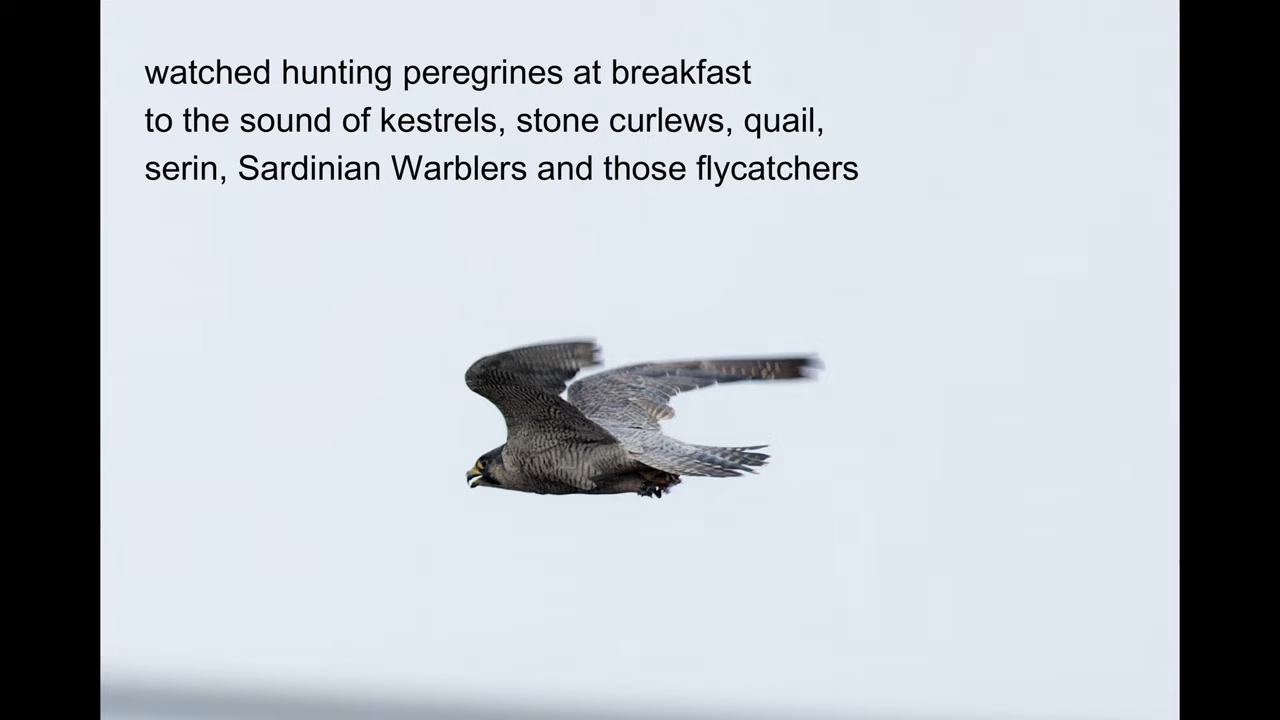 watched hunting peregrines at breakfast
to the sound of kestrels, stone curlews, quail,
serin, Sardinian Warblers and those flycatchers